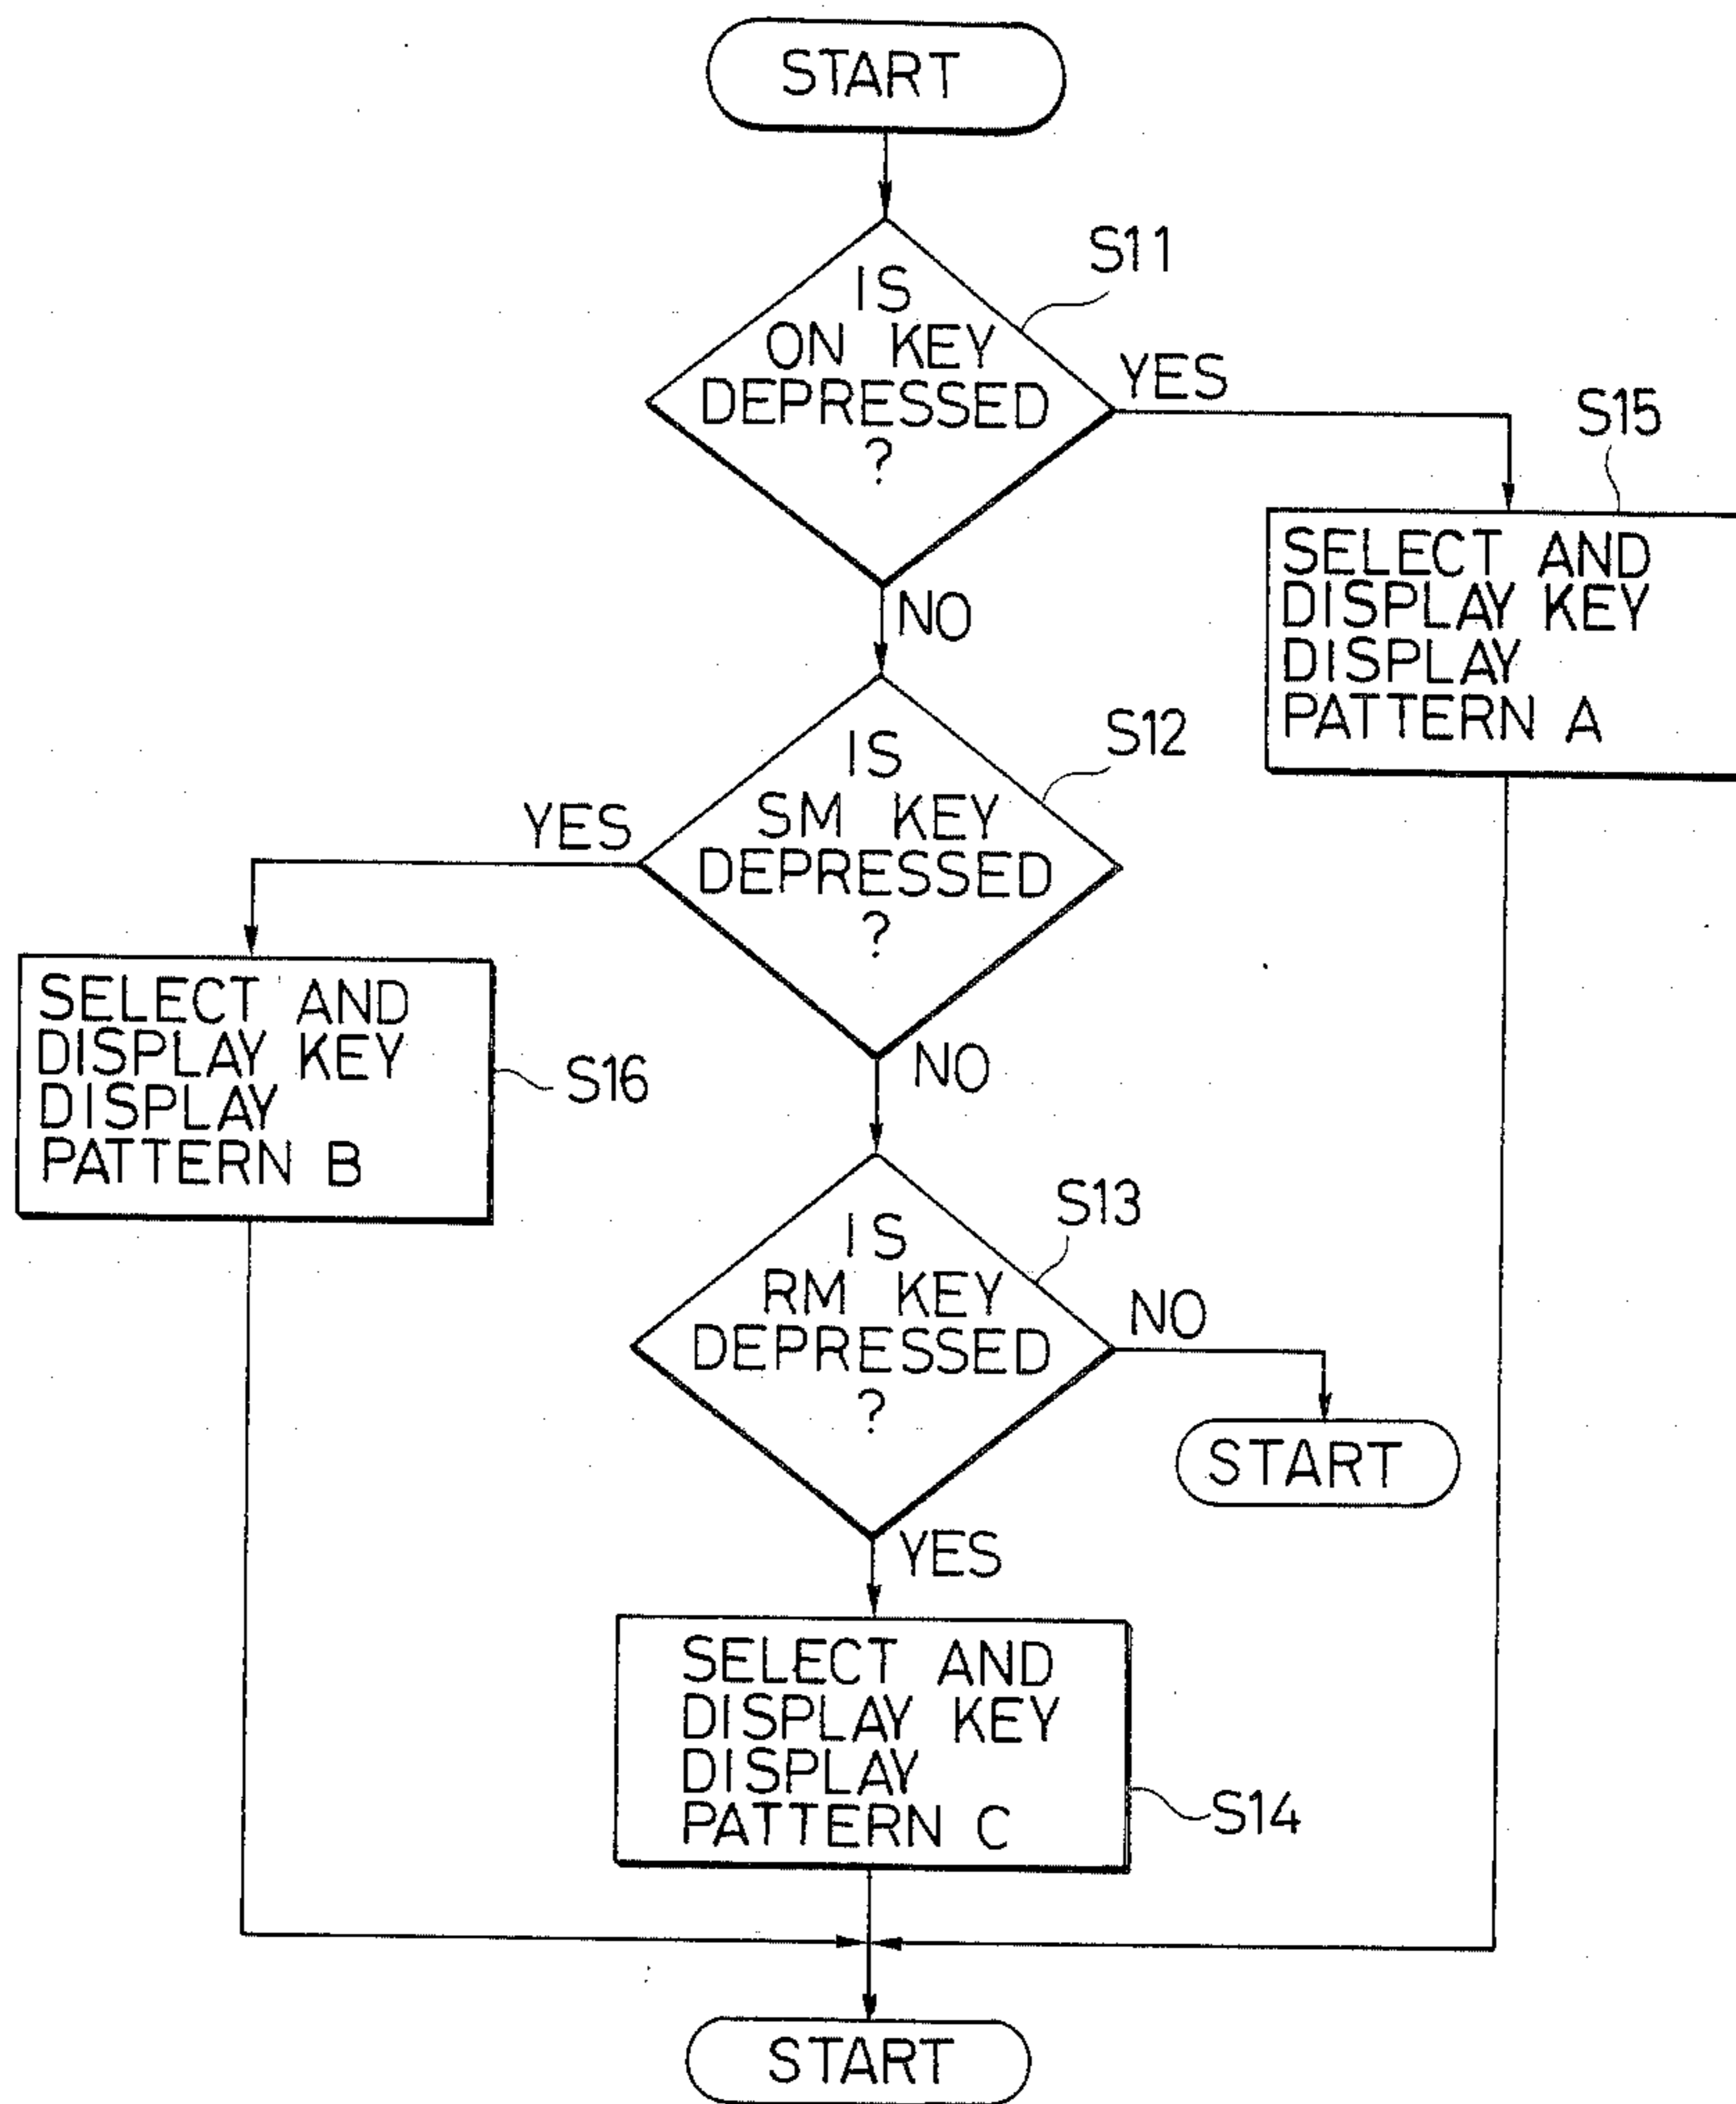 START
S11
IS
ON KEY
DEPRESSED
?
YES
S15
SELECT AND
DISPLAY KEY
DISPLAY
PATTERN A
NO
S12
IS
SM KEY
DEPRESSED
?
YES
SELECT AND
DISPLAY KEY
DISPLAY
PATTERN B
S16
NO
S13
IS
RM KEY
DEPRESSED
?
NO
START
YES
SELECT AND
DISPLAY KEY
DISPLAY
PATTERN C
S14
START